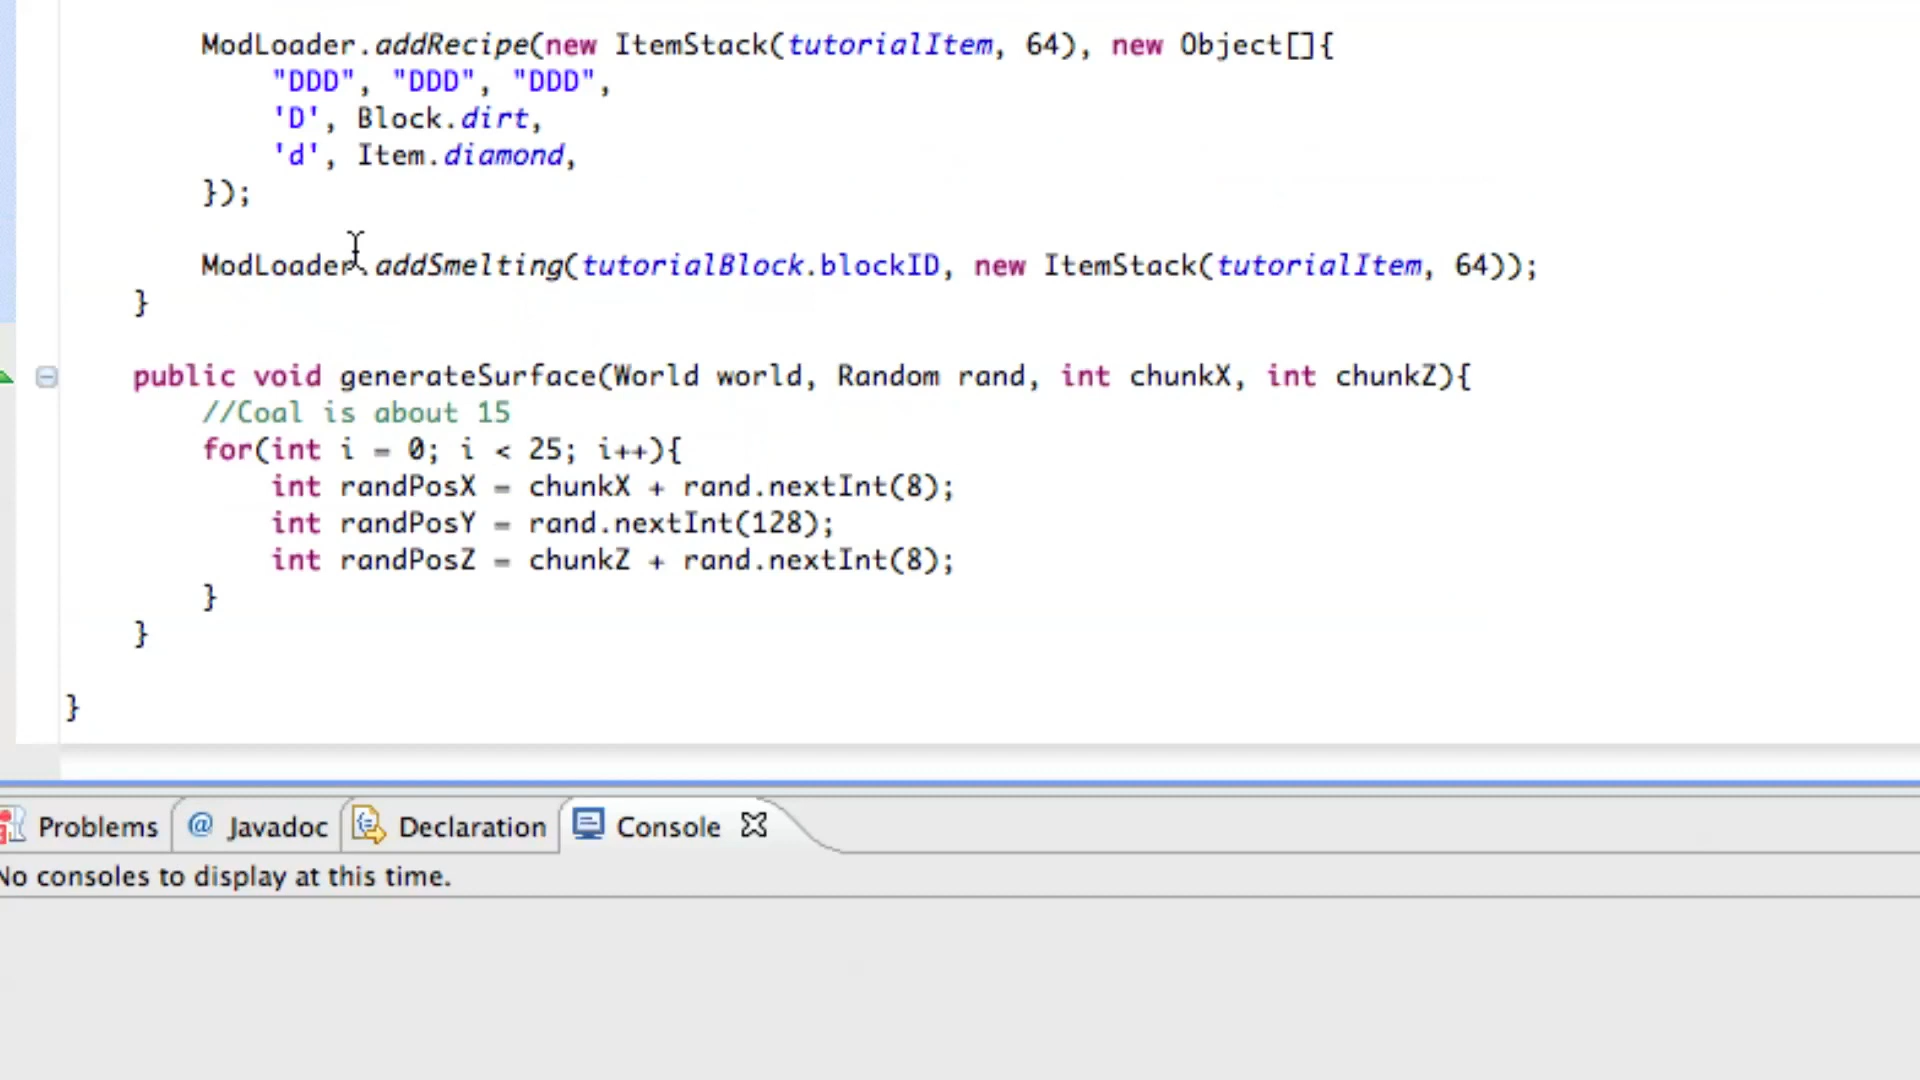 ModLoader.addRecipe(new ItemStack(tutorialItem, 64), new Object[]{
"DDD", "DDD", "DDD",
'D', Block.dirt,
'd', Item.diamond,
});
ModLoader.addSmelting(tutorialBlock.blockID, new ItemStack(tutorialItem, 64));
}
public void generateSurface(World world, Random rand, int chunkX, int chunkZ){
//Coal is about 15
for(int i = 0; i < 25; i++){
int randPosX = chunkX + rand.nextInt(8);
int randPosY = rand.nextInt(128);
int randPosZ = chunkZ + rand.nextInt(8);
}
}
}
Problems @ Javadoc Declaration Console
No consoles to display at this time.